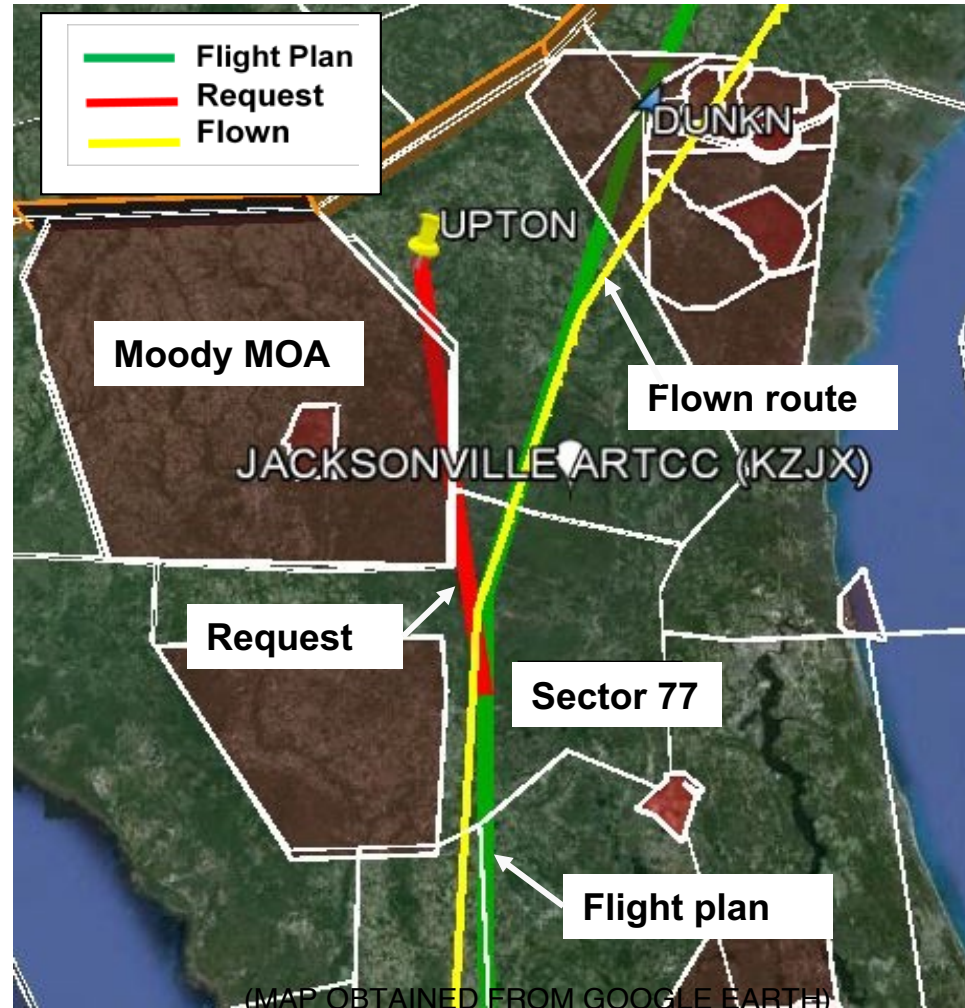 Flight Plan
Request
Flown
DUNKN
UPTON
Moody MOA
Flown route
JACKSONVILLE ARTCC (KZJX)
Request
Sector 77
Flight plan
(MAP OBTAINED FROM GOOGLE EARTH)